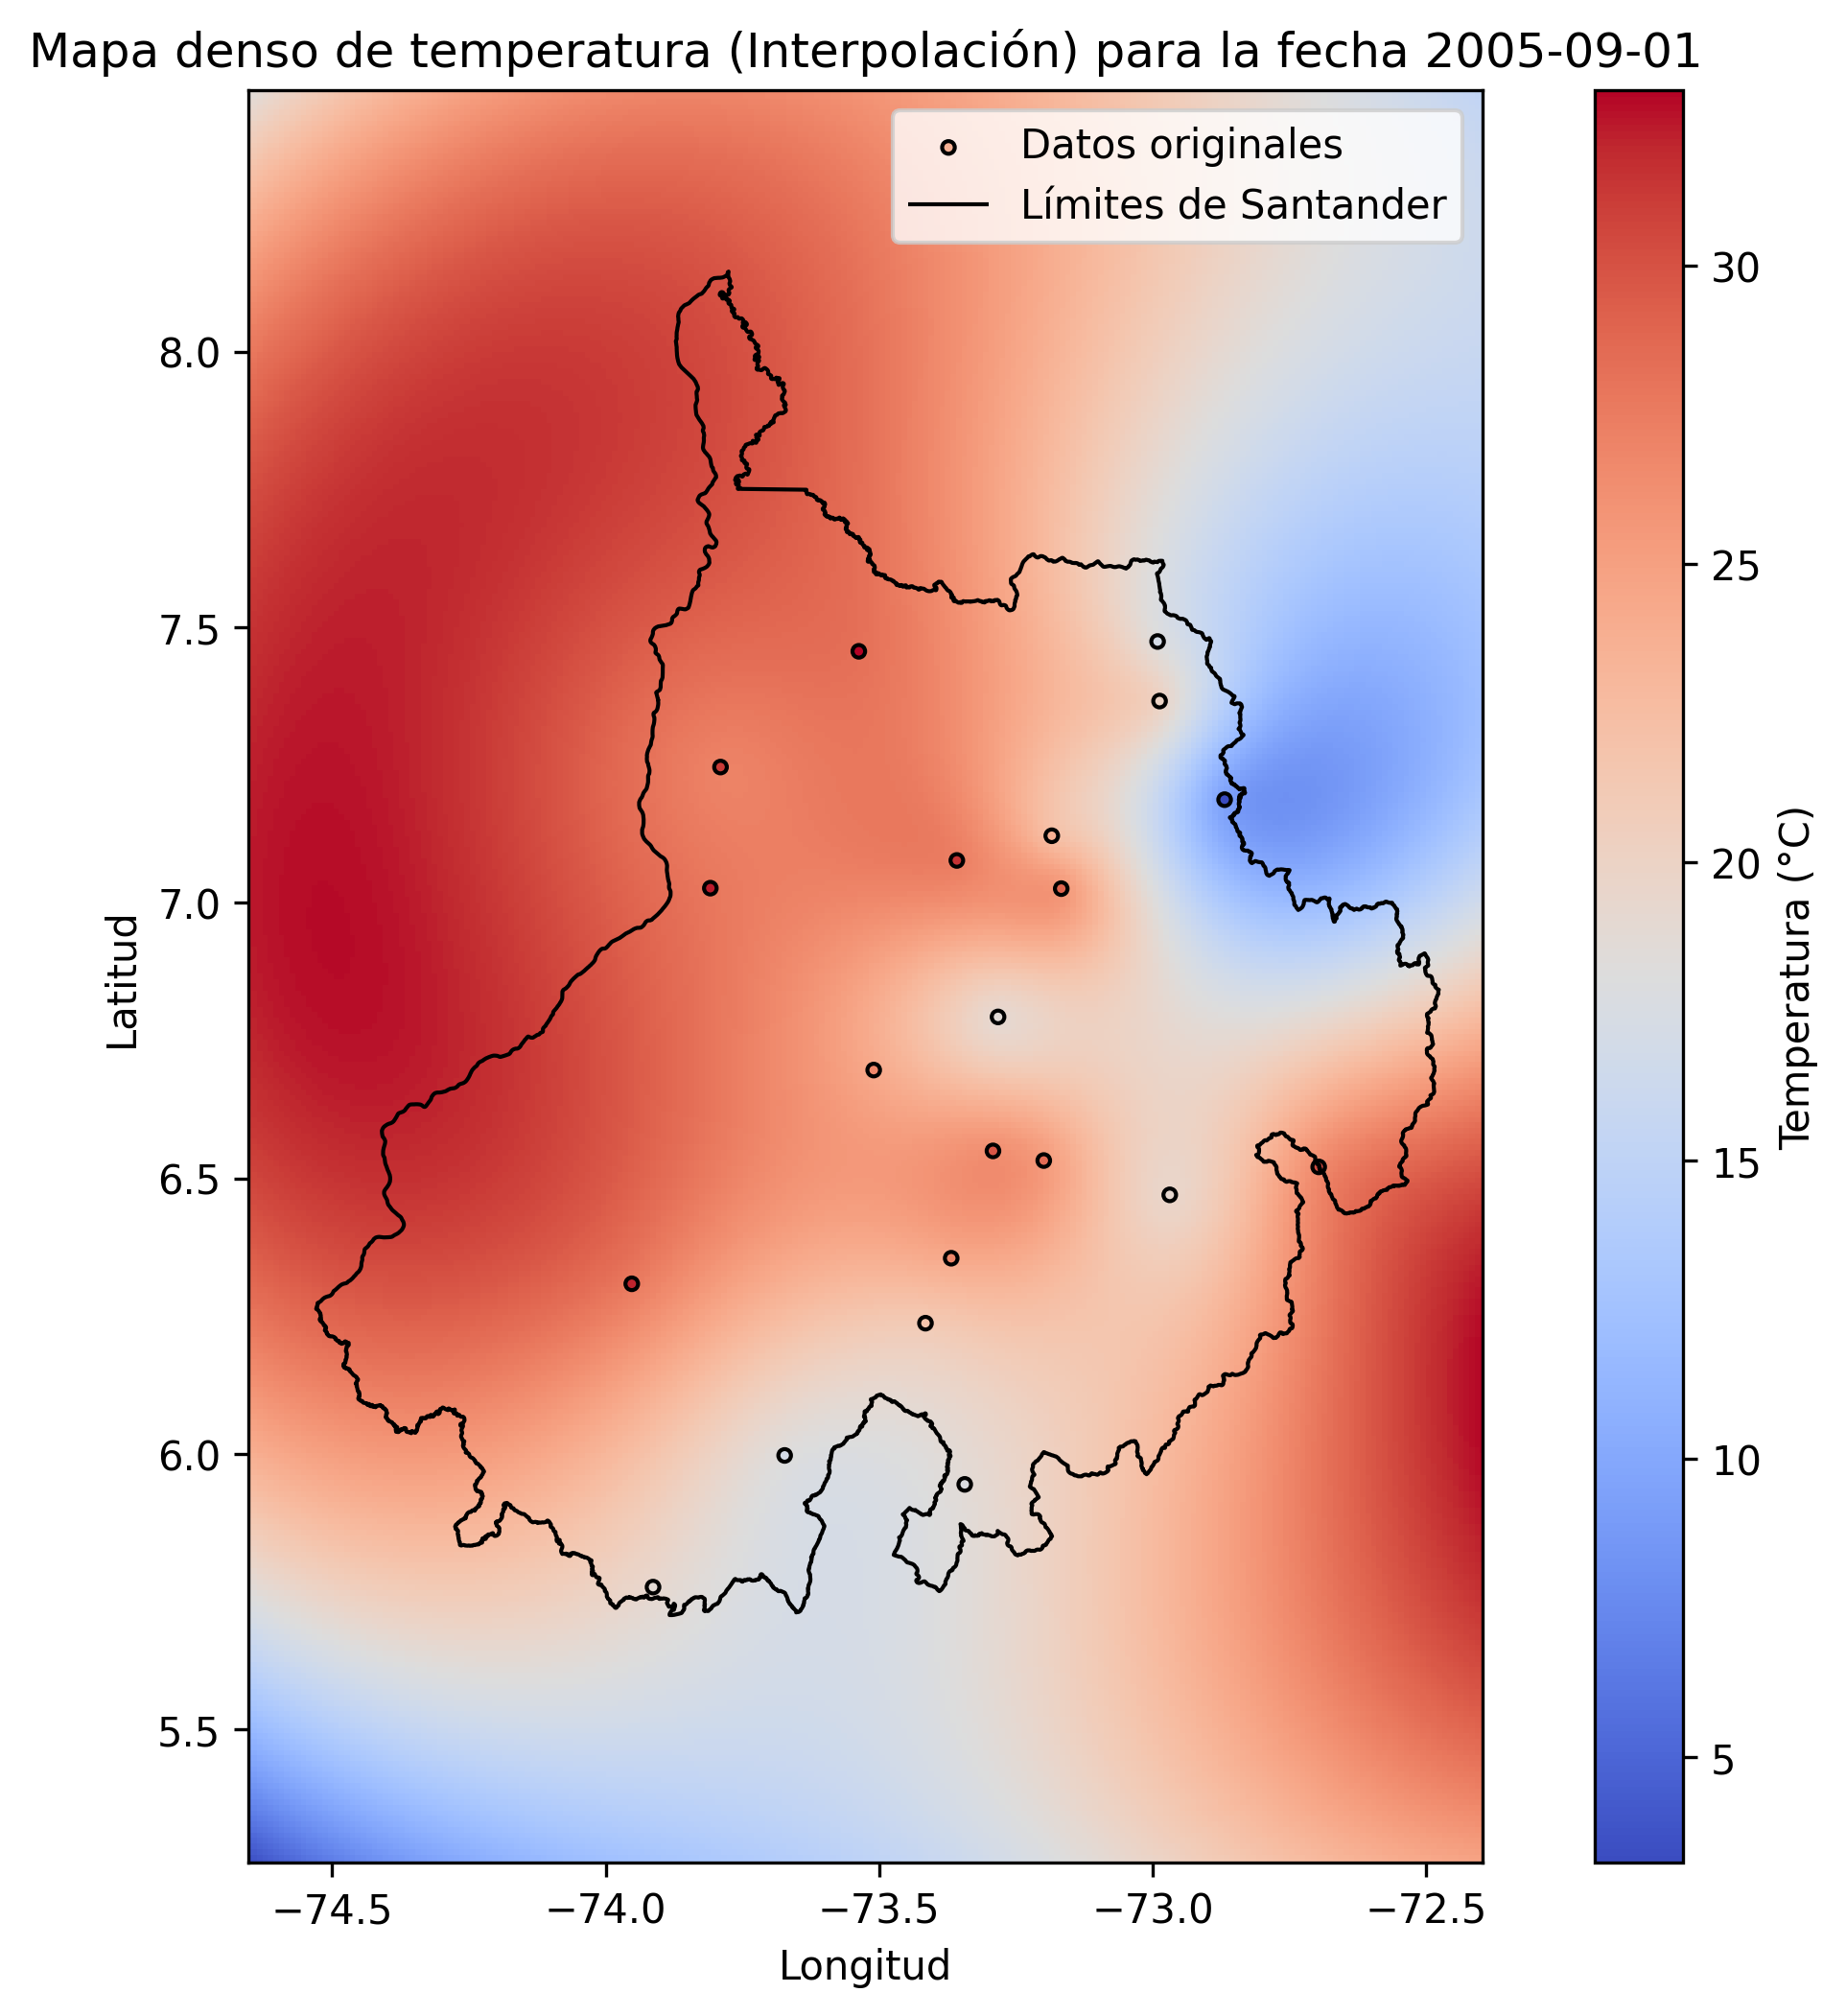 Mapa denso de temperatura (Interpolación) para la fecha 2005-09-01
Datos originales
Límites de Santander
8.0
7.5
7.0
6.5
6.0
5.5
Latitud
−74.5
−74.0
−73.5
−73.0
−72.5
Longitud
30
25
20
15
10
5
Temperatura (°C)